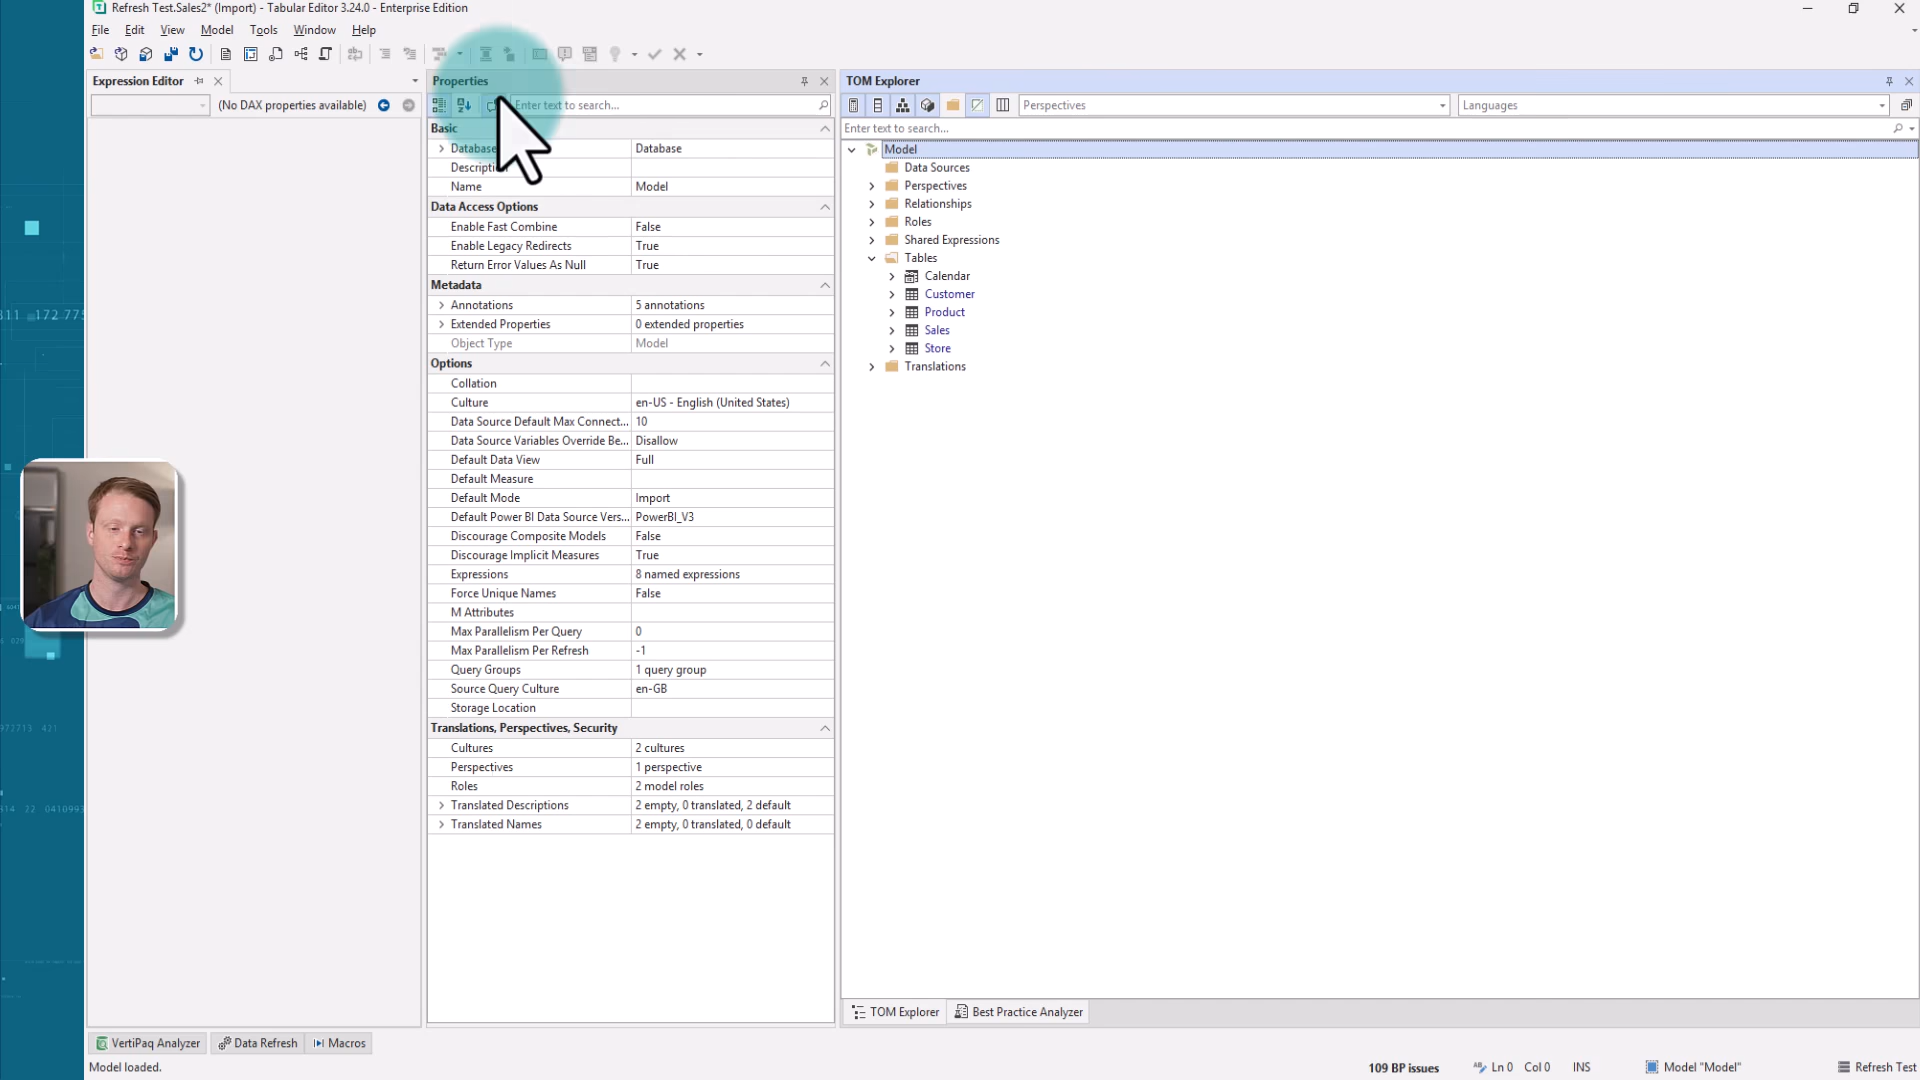 Refresh Test.Sales2* (Import) - Tabular Editor 3.24.0 - Enterprise Edition
File Edit View Model Tools Window Help
Expression Editor
(No DAX properties available)
Properties
Enter text to search...
Basic
Database Database
Description
Name Model
Data Access Options
Enable Fast Combine False
Enable Legacy Redirects True
Return Error Values As Null True
Metadata
Annotations 5 annotations
Extended Properties 0 extended properties
Object Type Model
Options
Collation
Culture en-US - English (United States)
Data Source Default Max Connect... 10
Data Source Variables Override Be... Disallow
Default Data View Full
Default Measure
Default Mode Import
Default Power BI Data Source Vers... PowerBI_V3
Discourage Composite Models False
Discourage Implicit Measures True
Expressions 8 named expressions
Force Unique Names False
M Attributes
Max Parallelism Per Query 0
Max Parallelism Per Refresh -1
Query Groups 1 query group
Source Query Culture en-GB
Storage Location
Translations, Perspectives, Security
Cultures 2 cultures
Perspectives 1 perspective
Roles 2 model roles
Translated Descriptions 2 empty, 0 translated, 2 default
Translated Names 2 empty, 0 translated, 0 default
TOM Explorer
Perspectives
Languages
Enter text to search...
Model
Data Sources
Perspectives
Relationships
Roles
Shared Expressions
Tables
Calendar
Customer
Product
Sales
Store
Translations
TOM Explorer Best Practice Analyzer
VertiPaq Analyzer Data Refresh Macros
Model loaded.
109 BP issues Ln 0 Col 0 INS Model "Model" Refresh Test